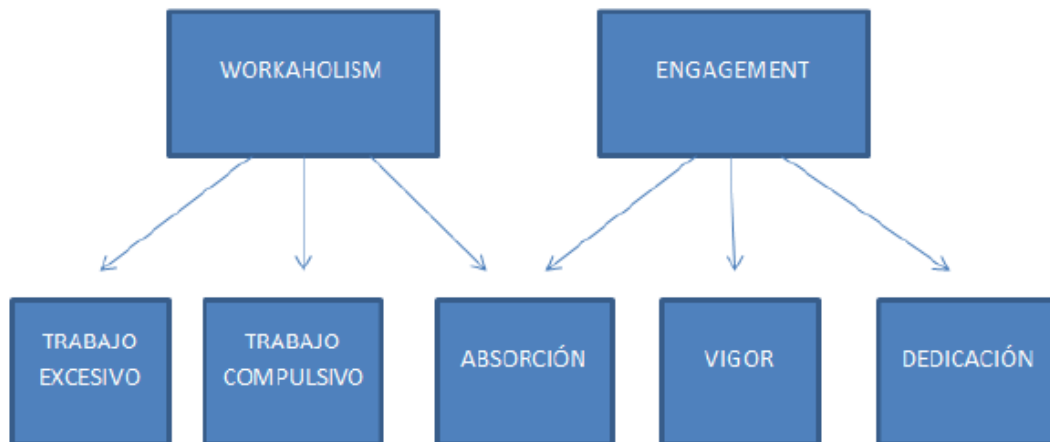 WORKAHOLISM
ENGAGEMENT
TRABAJO
EXCESIVO
TRABAJO
COMPULSIVO
ABSORCIÓN
VIGOR
DEDICACIÓN